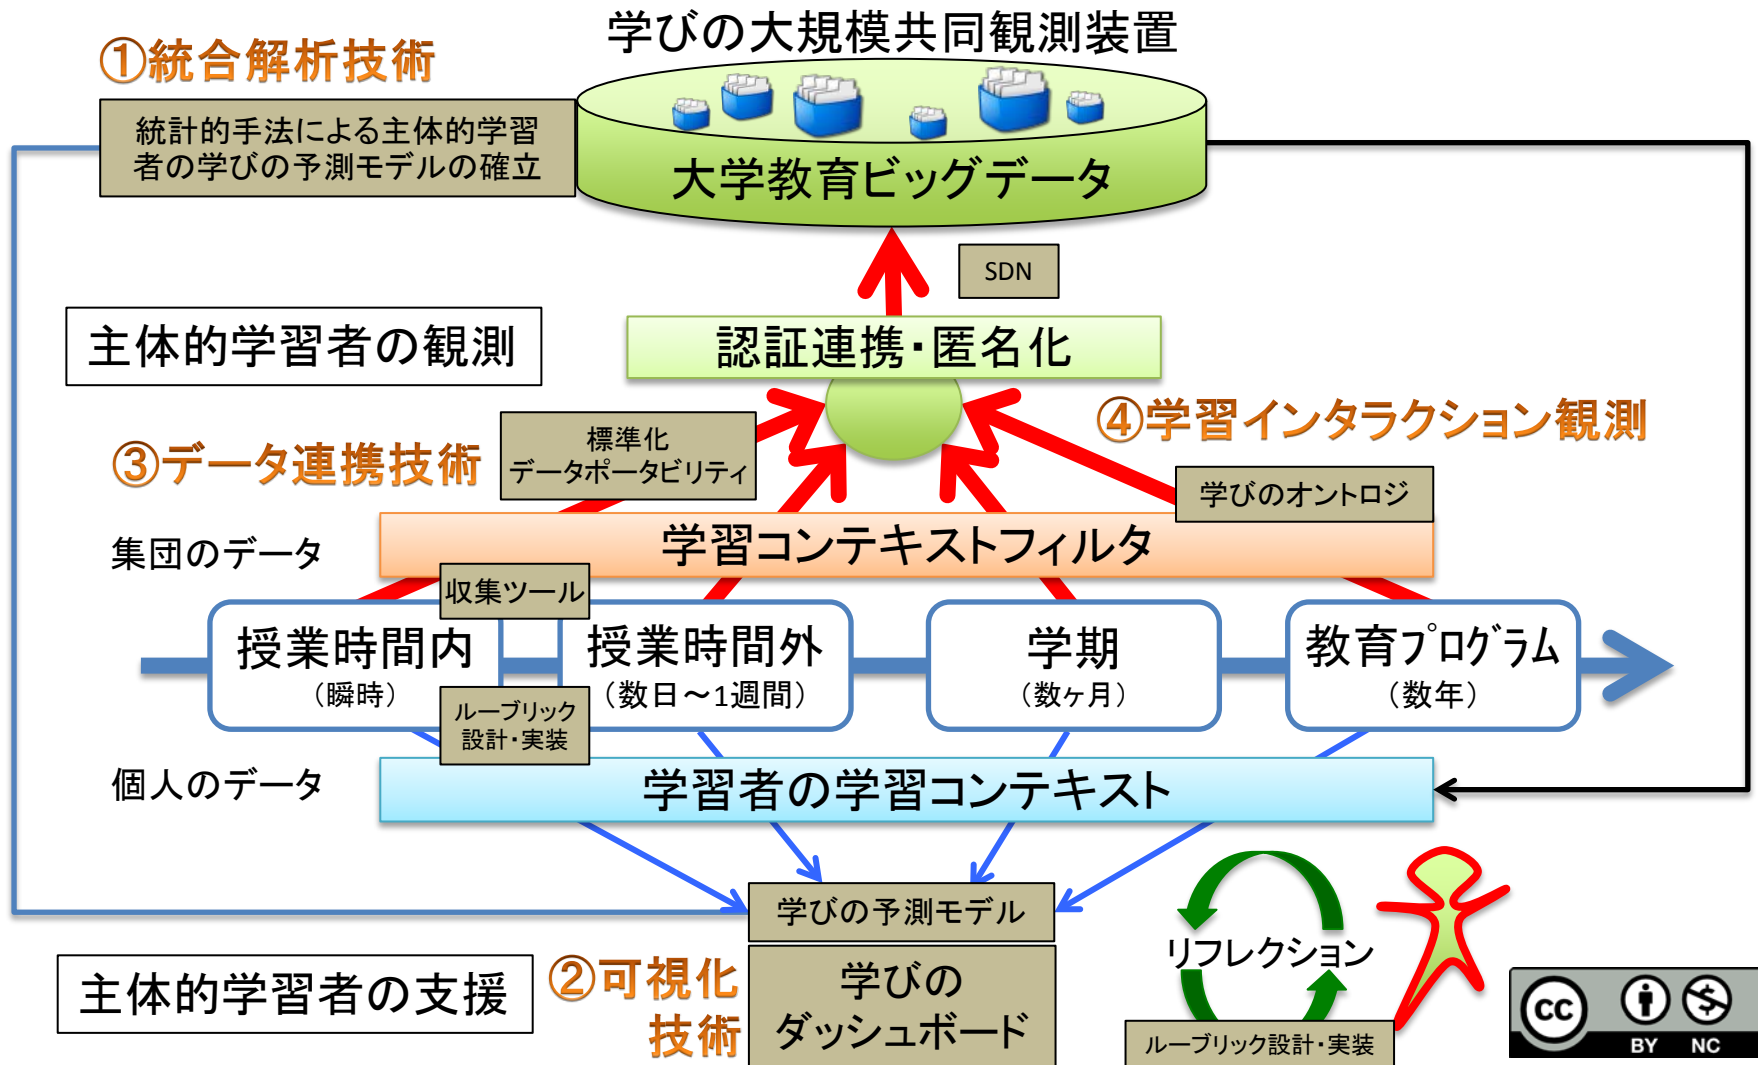 学びの大規模共同観測装置
①統合解析技術
統計的手法による主体的学習
者の学びの予測モデルの確立
大学教育ビッグデータ
SDN
主体的学習者の観測
認証連携・匿名化
④学習インタラクション観測
③データ連携技術
標準化
データポータビリティ
学びのオントロジ
集団のデータ
学習コンテキストフィルタ
収集ツール
授業時間内
（瞬時）
授業時間外
（数日～1週間）
学期
（数ヶ月）
教育プログラム
（数年）
ルーブリック
設計・実装
個人のデータ
学習者の学習コンテキスト
学びの予測モデル
リフレクション
主体的学習者の支援
②可視化
技術
学びの
ダッシュボード
ルーブリック設計・実装
cc
BY NC